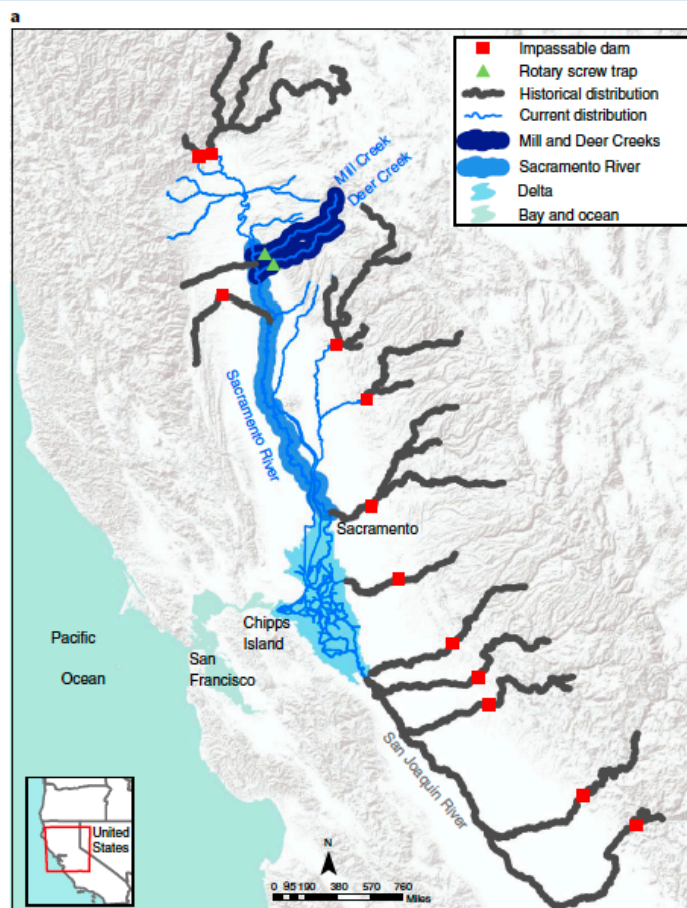 a
Impassable dam
Rotary screw trap
Historical distribution
Current distribution
Mill and Deer Creeks
Sacramento River
Delta
Bay and ocean
Mill Creek
Deer Creek
Sacramento River
Sacramento
Chipps
Island
Pacific
Ocean
San
Francisco
San Joaquin River
United
States
N
0 95 190 380 570 760
Miles